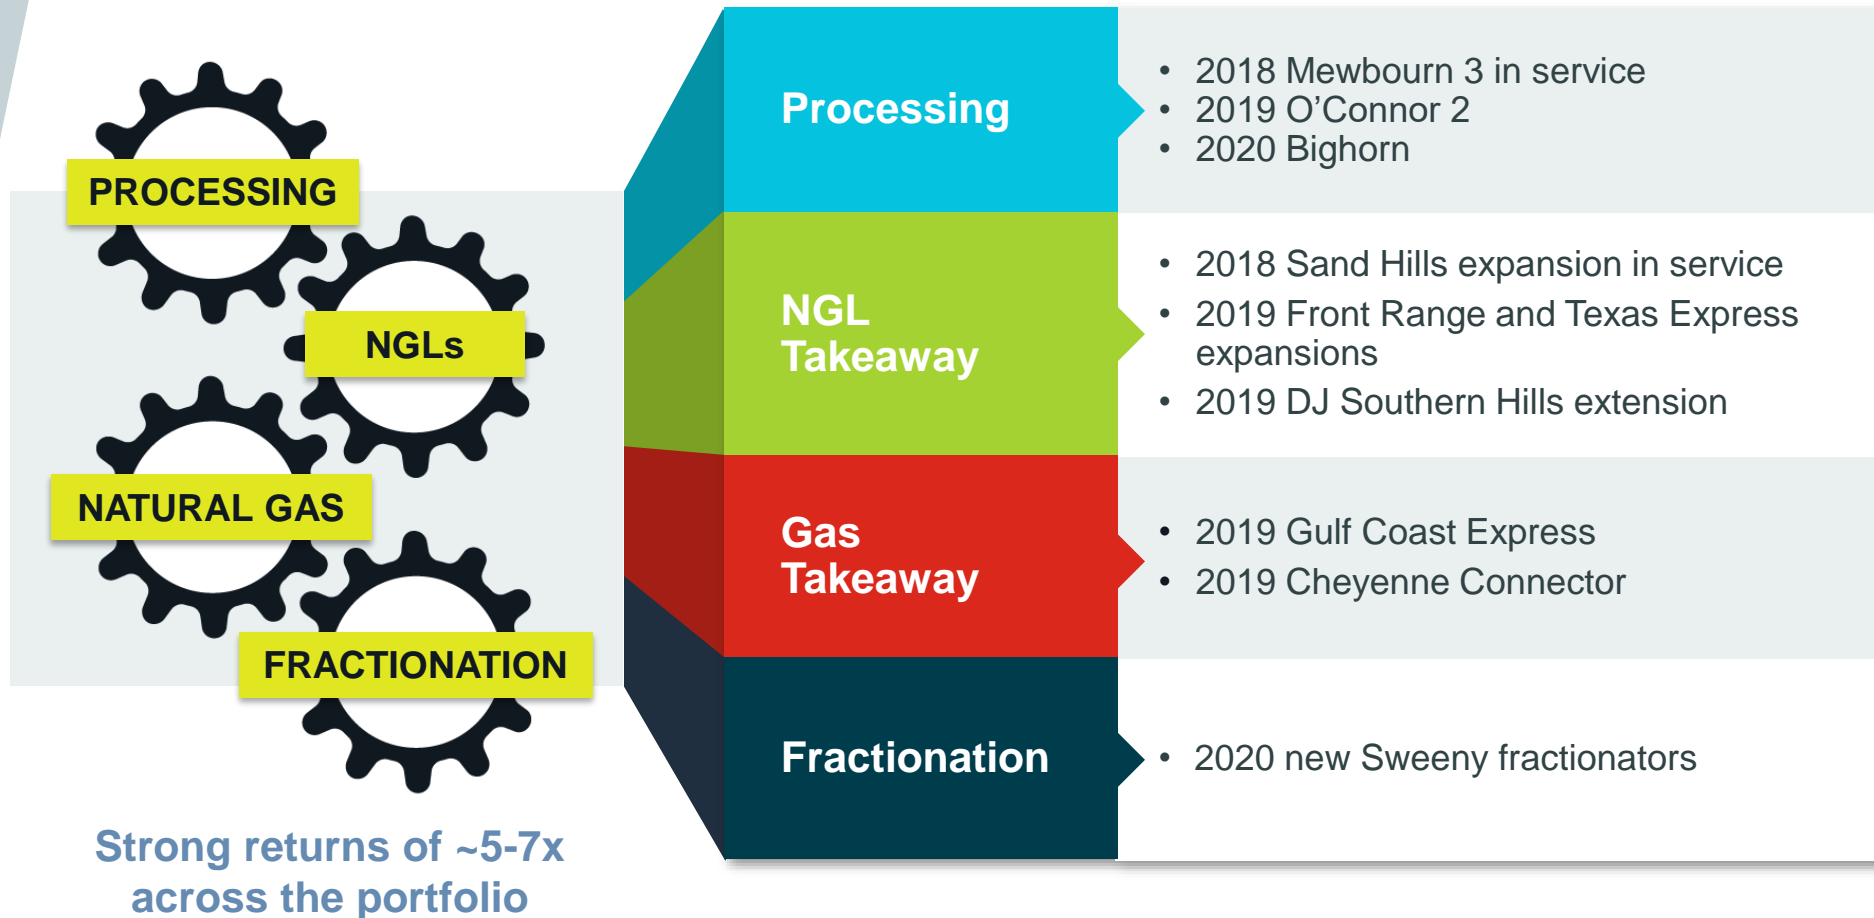 PROCESSING
NGLs
NATURAL GAS
FRACTIONATION
Strong returns of ~5-7x
across the portfolio
Processing
• 2018 Mewbourn 3 in service
• 2019 O’Connor 2
• 2020 Bighorn
NGL
Takeaway
• 2018 Sand Hills expansion in service
• 2019 Front Range and Texas Express
expansions
• 2019 DJ Southern Hills extension
Gas
Takeaway
• 2019 Gulf Coast Express
• 2019 Cheyenne Connector
Fractionation
• 2020 new Sweeny fractionators